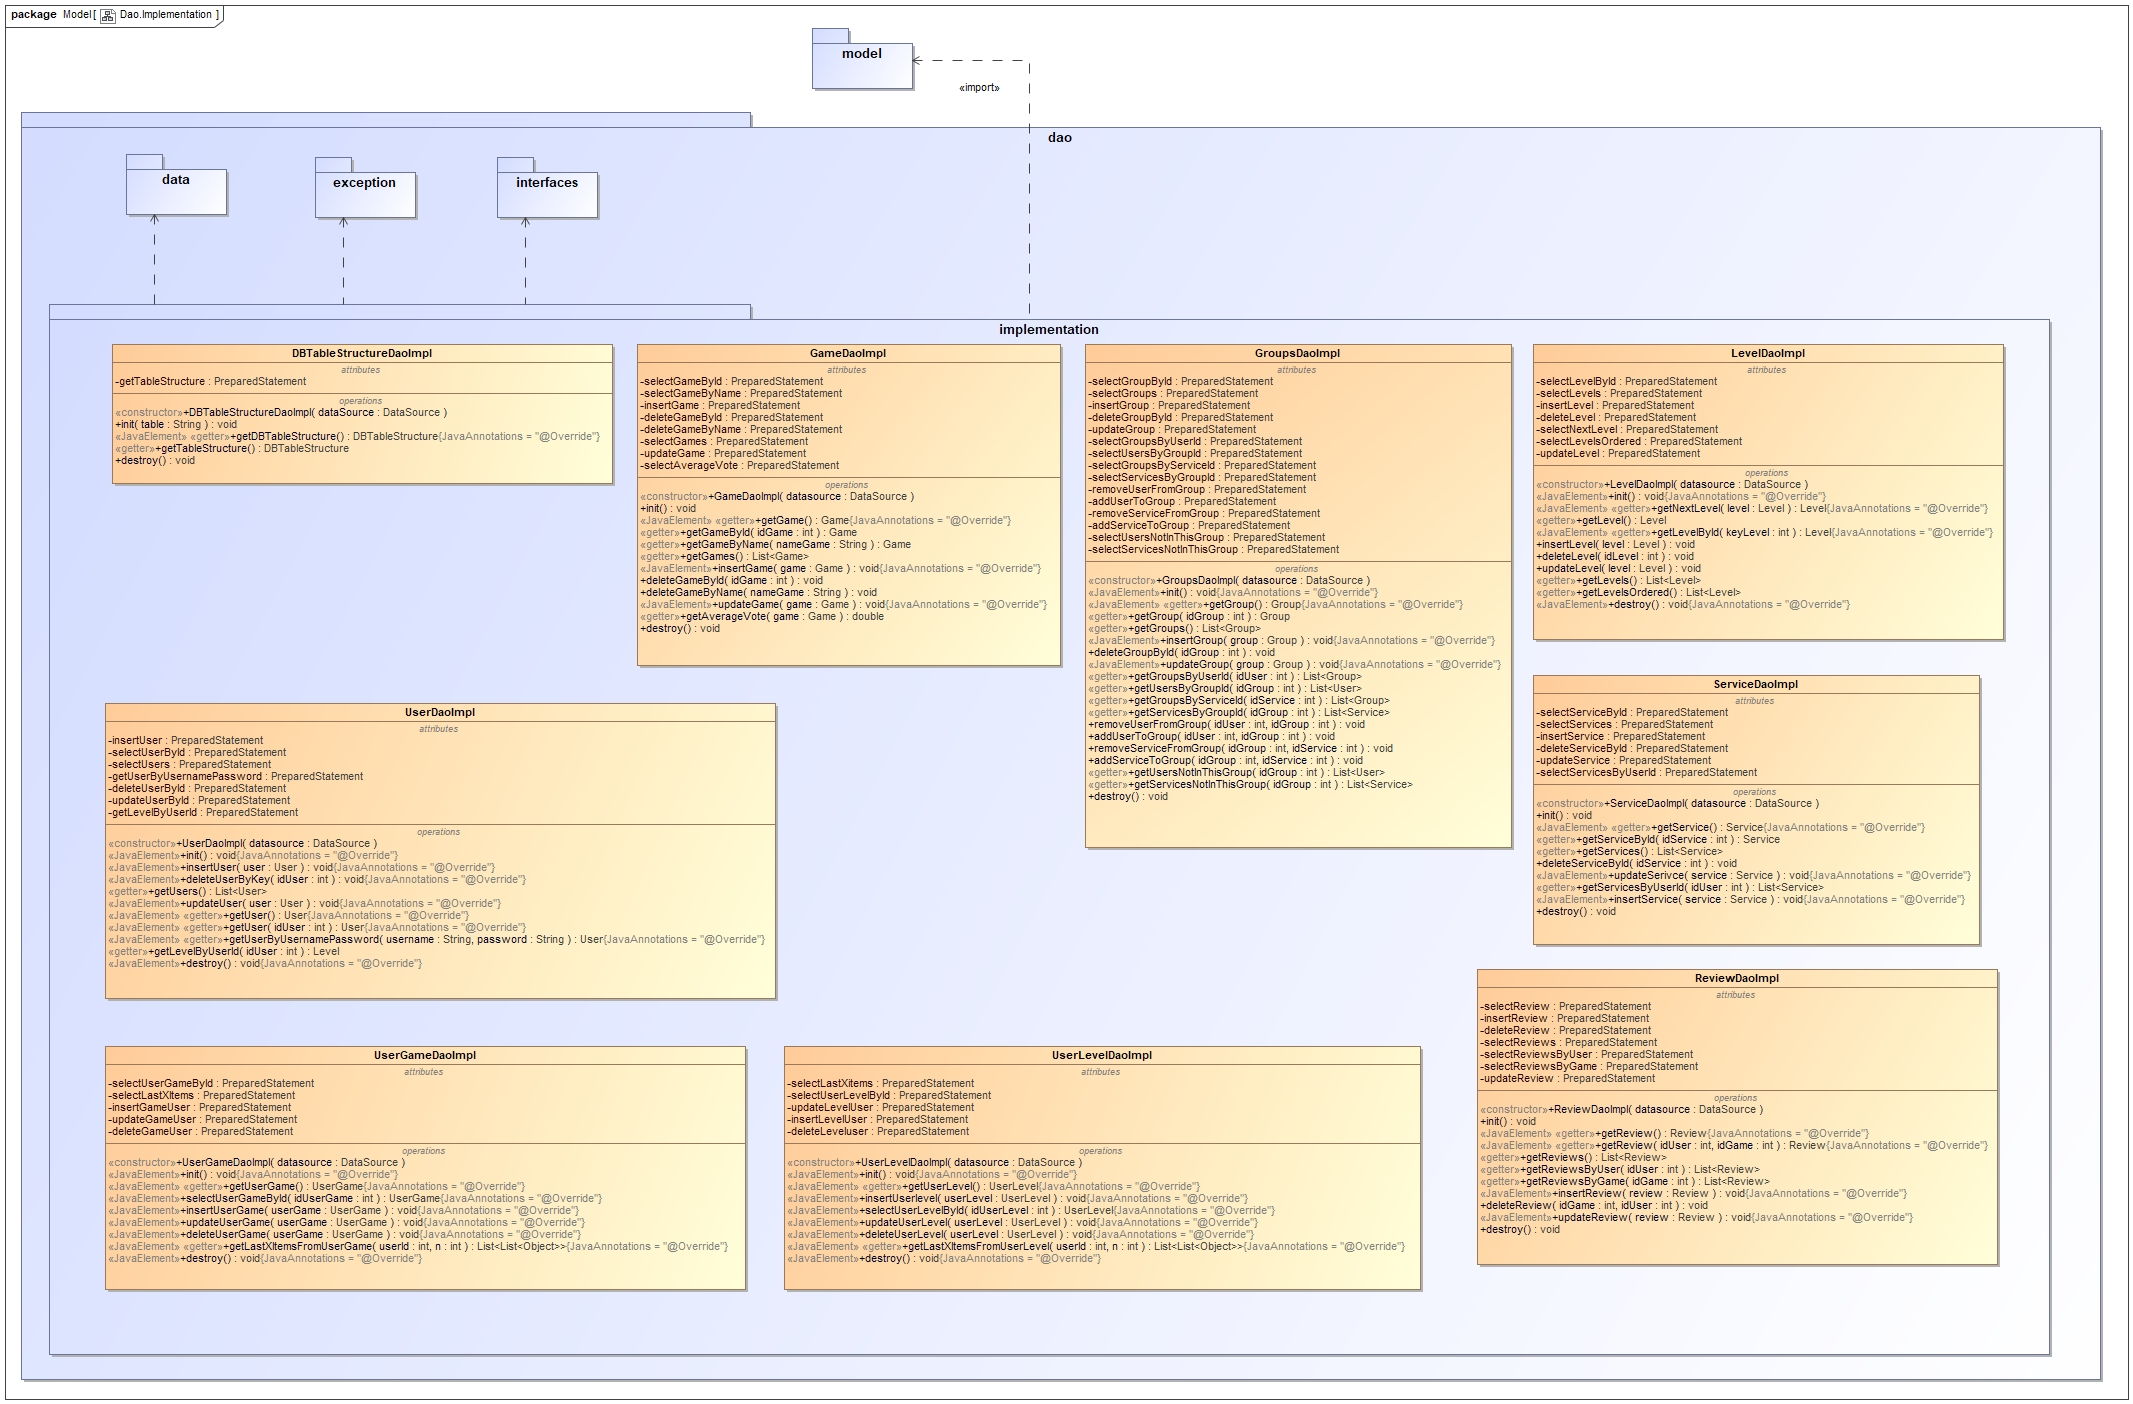 package Model[ Dao.Implementation ]
model
«import»
dao
data
exception
interfaces
implementation
DBTableStructureDaoImpl
attributes
-getTableStructure : PreparedStatement
operations
«constructor»+DBTableStructureDaoImpl( dataSource : DataSource )
+init( table : String ) : void
«JavaElement» «getter»+getDBTableStructure() : DBTableStructure{JavaAnnotations = "@Override"}
«getter»+getTableStructure() : DBTableStructure
+destroy() : void
GameDaoImpl
attributes
-selectGameById : PreparedStatement
-selectGameByName : PreparedStatement
-insertGame : PreparedStatement
-deleteGameById : PreparedStatement
-deleteGameByName : PreparedStatement
-selectGames : PreparedStatement
-updateGame : PreparedStatement
-selectAverageVote : PreparedStatement
operations
«constructor»+GameDaoImpl( datasource : DataSource )
+init() : void
«JavaElement» «getter»+getGame() : Game{JavaAnnotations = "@Override"}
«getter»+getGameById( idGame : int ) : Game
«getter»+getGameByName( nameGame : String ) : Game
«getter»+getGames() : List<Game>
«JavaElement»+insertGame( game : Game ) : void{JavaAnnotations = "@Override"}
+deleteGameById( idGame : int ) : void
+deleteGameByName( nameGame : String ) : void
«JavaElement»+updateGame( game : Game ) : void{JavaAnnotations = "@Override"}
«getter»+getAverageVote( game : Game ) : double
+destroy() : void
GroupsDaoImpl
attributes
-selectGroupById : PreparedStatement
-selectGroups : PreparedStatement
-insertGroup : PreparedStatement
-deleteGroupById : PreparedStatement
-updateGroup : PreparedStatement
-selectGroupsByUserId : PreparedStatement
-selectUsersByGroupId : PreparedStatement
-selectGroupsByServiceId : PreparedStatement
-selectServicesByGroupId : PreparedStatement
-removeUserFromGroup : PreparedStatement
-addUserToGroup : PreparedStatement
-removeServiceFromGroup : PreparedStatement
-addServiceToGroup : PreparedStatement
-selectUsersNotInThisGroup : PreparedStatement
-selectServicesNotInThisGroup : PreparedStatement
operations
«constructor»+GroupsDaoImpl( datasource : DataSource )
«JavaElement»+init() : void{JavaAnnotations = "@Override"}
«JavaElement» «getter»+getGroup() : Group{JavaAnnotations = "@Override"}
«getter»+getGroup( idGroup : int ) : Group
«getter»+getGroups() : List<Group>
«JavaElement»+insertGroup( group : Group ) : void{JavaAnnotations = "@Override"}
+deleteGroupById( idGroup : int ) : void
«JavaElement»+updateGroup( group : Group ) : void{JavaAnnotations = "@Override"}
«getter»+getGroupsByUserId( idUser : int ) : List<Group>
«getter»+getUsersByGroupId( idGroup : int ) : List<User>
«getter»+getGroupsByServiceId( idService : int ) : List<Group>
«getter»+getServicesByGroupId( idGroup : int ) : List<Service>
+removeUserFromGroup( idUser : int, idGroup : int ) : void
+addUserToGroup( idUser : int, idGroup : int ) : void
+removeServiceFromGroup( idGroup : int, idService : int ) : void
+addServiceToGroup( idGroup : int, idService : int ) : void
«getter»+getUsersNotInThisGroup( idGroup : int ) : List<User>
«getter»+getServicesNotInThisGroup( idGroup : int ) : List<Service>
+destroy() : void
LevelDaoImpl
attributes
-selectLevelById : PreparedStatement
-selectLevels : PreparedStatement
-insertLevel : PreparedStatement
-deleteLevel : PreparedStatement
-selectNextLevel : PreparedStatement
-selectLevelsOrdered : PreparedStatement
-updateLevel : PreparedStatement
operations
«constructor»+LevelDaoImpl( datasource : DataSource )
«JavaElement»+init() : void{JavaAnnotations = "@Override"}
«JavaElement» «getter»+getNextLevel( level : Level ) : Level{JavaAnnotations = "@Override"}
«getter»+getLevel() : Level
«JavaElement» «getter»+getLevelById( keyLevel : int ) : Level{JavaAnnotations = "@Override"}
+insertLevel( level : Level ) : void
+deleteLevel( idLevel : int ) : void
+updateLevel( level : Level ) : void
«getter»+getLevels() : List<Level>
«getter»+getLevelsOrdered() : List<Level>
«JavaElement»+destroy() : void{JavaAnnotations = "@Override"}
ServiceDaoImpl
attributes
-selectServiceById : PreparedStatement
-selectServices : PreparedStatement
-insertService : PreparedStatement
-deleteServiceById : PreparedStatement
-updateService : PreparedStatement
-selectServicesByUserId : PreparedStatement
operations
«constructor»+ServiceDaoImpl( datasource : DataSource )
+init() : void
«JavaElement» «getter»+getService() : Service{JavaAnnotations = "@Override"}
«getter»+getServiceById( idService : int ) : Service
«getter»+getServices() : List<Service>
+deleteServiceById( idService : int ) : void
«JavaElement»+updateSerivce( service : Service ) : void{JavaAnnotations = "@Override"}
«getter»+getServicesByUserId( idUser : int ) : List<Service>
«JavaElement»+insertService( service : Service ) : void{JavaAnnotations = "@Override"}
+destroy() : void
UserDaoImpl
attributes
-insertUser : PreparedStatement
-selectUserById : PreparedStatement
-selectUsers : PreparedStatement
-getUserByUsernamePassword : PreparedStatement
-deleteUserById : PreparedStatement
-updateUserById : PreparedStatement
-getLevelByUserId : PreparedStatement
operations
«constructor»+UserDaoImpl( datasource : DataSource )
«JavaElement»+init() : void{JavaAnnotations = "@Override"}
«JavaElement»+insertUser( user : User ) : void{JavaAnnotations = "@Override"}
«JavaElement»+deleteUserByKey( idUser : int ) : void{JavaAnnotations = "@Override"}
«getter»+getUsers() : List<User>
«JavaElement»+updateUser( user : User ) : void{JavaAnnotations = "@Override"}
«JavaElement» «getter»+getUser() : User{JavaAnnotations = "@Override"}
«JavaElement» «getter»+getUser( idUser : int ) : User{JavaAnnotations = "@Override"}
«JavaElement» «getter»+getUserByUsernamePassword( username : String, password : String ) : User{JavaAnnotations = "@Override"}
«getter»+getLevelByUserId( idUser : int ) : Level
«JavaElement»+destroy() : void{JavaAnnotations = "@Override"}
ReviewDaoImpl
attributes
-selectReview : PreparedStatement
-insertReview : PreparedStatement
-deleteReview : PreparedStatement
-selectReviews : PreparedStatement
-selectReviewsByUser : PreparedStatement
-selectReviewsByGame : PreparedStatement
-updateReview : PreparedStatement
operations
«constructor»+ReviewDaoImpl( datasource : DataSource )
+init() : void
«JavaElement» «getter»+getReview() : Review{JavaAnnotations = "@Override"}
«JavaElement» «getter»+getReview( idUser : int, idGame : int ) : Review{JavaAnnotations = "@Override"}
«getter»+getReviews() : List<Review>
«getter»+getReviewsByUser( idUser : int ) : List<Review>
«getter»+getReviewsByGame( idGame : int ) : List<Review>
«JavaElement»+insertReview( review : Review ) : void{JavaAnnotations = "@Override"}
+deleteReview( idGame : int, idUser : int ) : void
«JavaElement»+updateReview( review : Review ) : void{JavaAnnotations = "@Override"}
+destroy() : void
UserGameDaoImpl
attributes
-selectUserGameById : PreparedStatement
-selectLastXItems : PreparedStatement
-insertGameUser : PreparedStatement
-updateGameUser : PreparedStatement
-deleteGameUser : PreparedStatement
operations
«constructor»+UserGameDaoImpl( datasource : DataSource )
«JavaElement»+init() : void{JavaAnnotations = "@Override"}
«JavaElement» «getter»+getUserGame() : UserGame{JavaAnnotations = "@Override"}
«JavaElement»+selectUserGameById( idUserGame : int ) : UserGame{JavaAnnotations = "@Override"}
«JavaElement»+insertUserGame( userGame : UserGame ) : void{JavaAnnotations = "@Override"}
«JavaElement»+updateUserGame( userGame : UserGame ) : void{JavaAnnotations = "@Override"}
«JavaElement»+deleteUserGame( userGame : UserGame ) : void{JavaAnnotations = "@Override"}
«JavaElement» «getter»+getLastXItemsFromUserGame( userId : int, n : int ) : List<List<Object>>{JavaAnnotations = "@Override"}
«JavaElement»+destroy() : void{JavaAnnotations = "@Override"}
UserLevelDaoImpl
attributes
-selectLastXitems : PreparedStatement
-selectUserLevelById : PreparedStatement
-updateLevelUser : PreparedStatement
-insertLevelUser : PreparedStatement
-deleteLeveluser : PreparedStatement
operations
«constructor»+UserLevelDaoImpl( datasource : DataSource )
«JavaElement»+init() : void{JavaAnnotations = "@Override"}
«JavaElement» «getter»+getUserLevel() : UserLevel{JavaAnnotations = "@Override"}
«JavaElement»+insertUserlevel( userLevel : UserLevel ) : void{JavaAnnotations = "@Override"}
«JavaElement»+selectUserLevelById( idUserLevel : int ) : UserLevel{JavaAnnotations = "@Override"}
«JavaElement»+updateUserLevel( userLevel : UserLevel ) : void{JavaAnnotations = "@Override"}
«JavaElement»+deleteUserLevel( userLevel : UserLevel ) : void{JavaAnnotations = "@Override"}
«JavaElement» «getter»+getLastXItemsFromUserLevel( userId : int, n : int ) : List<List<Object>>{JavaAnnotations = "@Override"}
«JavaElement»+destroy() : void{JavaAnnotations = "@Override"}